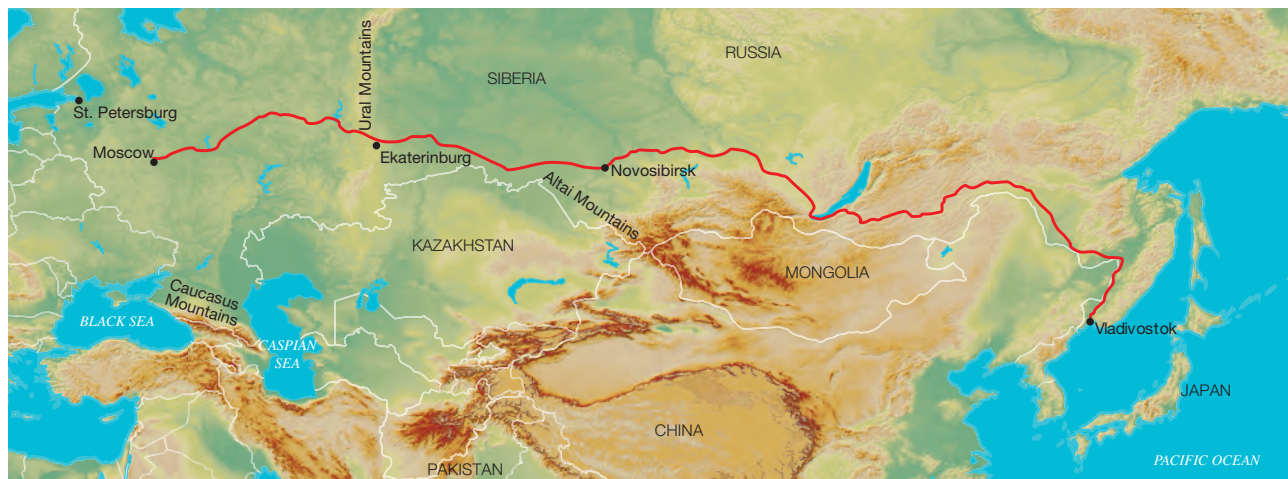 RUSSIA
Ural Mountains
SIBERIA
St. Petersburg
Moscow
Ekaterinburg
Novosibirsk
Altai Mountains
KAZAKHSTAN
MONGOLIA
Caucasus
Mountains
BLACK SEA
CASPIAN
SEA
Vladivostok
JAPAN
CHINA
PAKISTAN
PACIFIC OCEAN